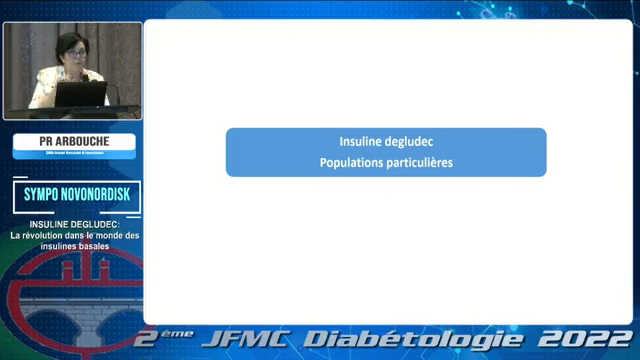 PR ARBOUCHE
SYMPO NOVONORDISK
INSULINE DEGLUDEC:
La révolution dans le monde des
insulines basales
Insuline degludec
Populations particulières
2ème JFMC Diabétologie 2022